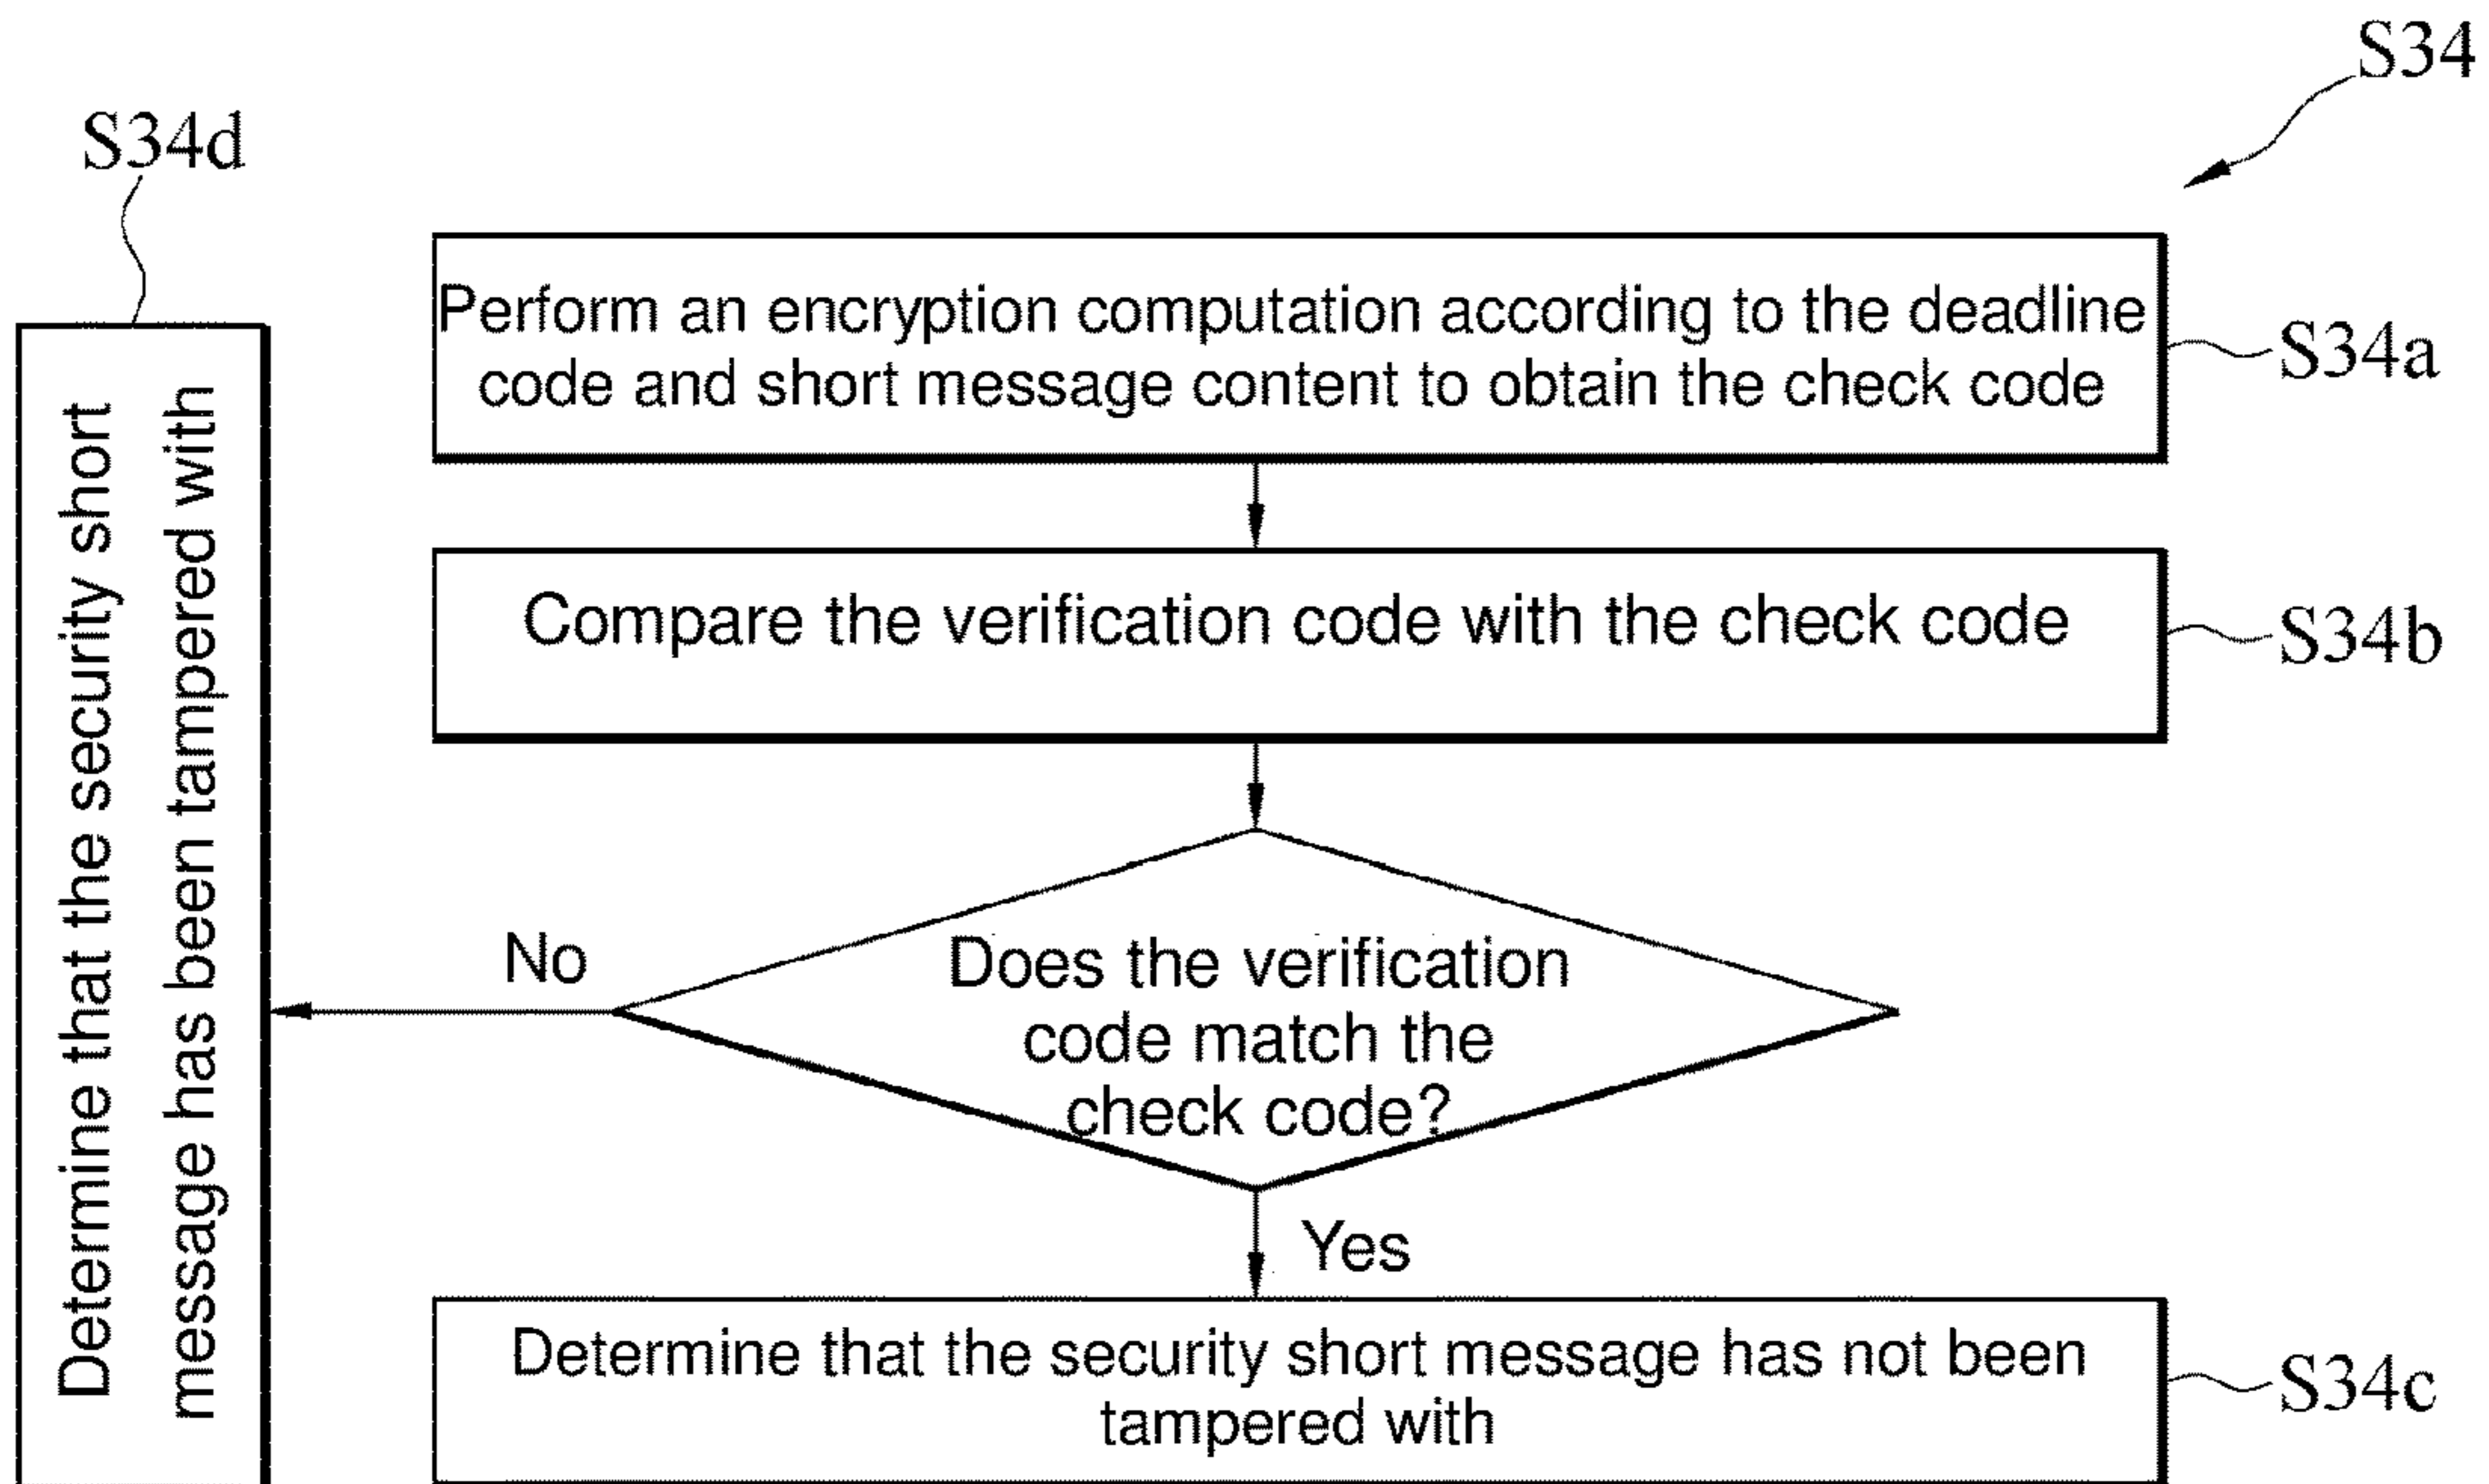 S34
S34d
Perform an encryption computation according to the deadline
code and short message content to obtain the check code
S34a
Compare the verification code with the check code
S34b
Does the verification
code match the
check code?
No
Yes
Determine that the security short
message has been tampered with
Determine that the security short message has not been
tampered with
S34c